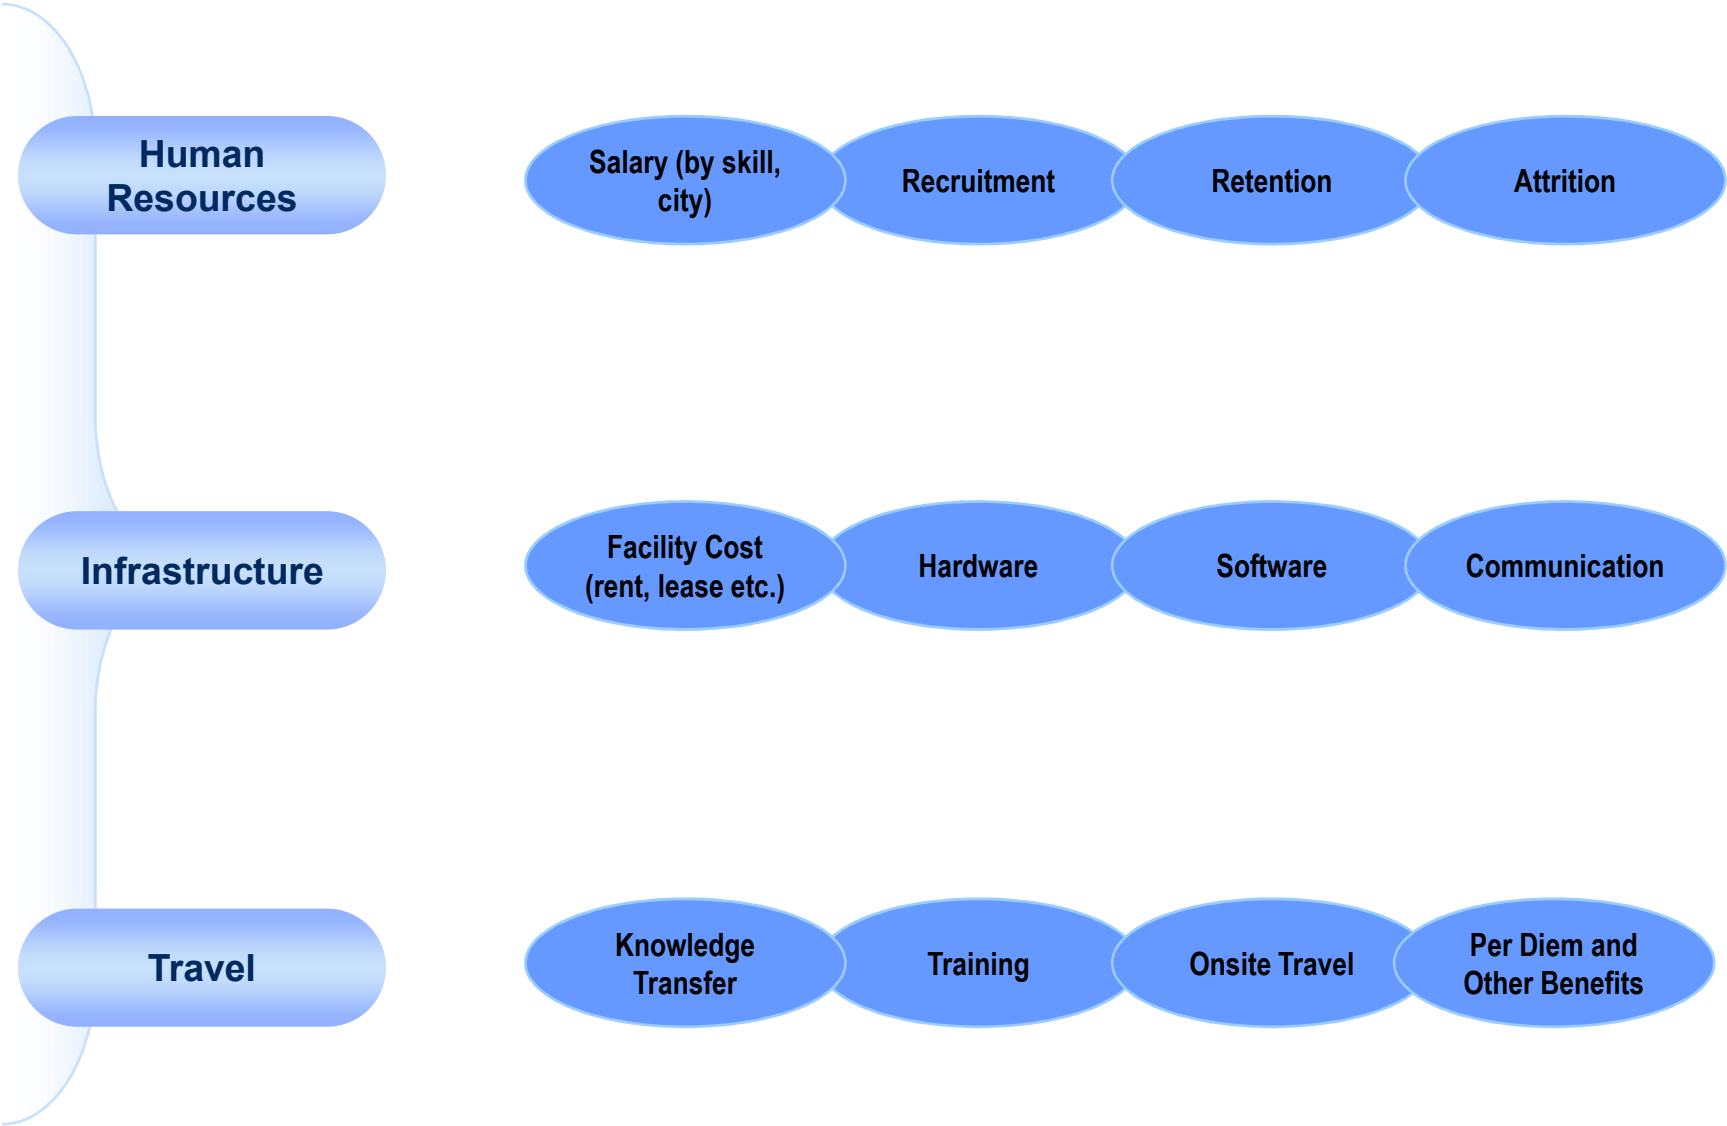 Human
Resources
Salary (by skill,
city)
Recruitment
Retention
Attrition
Infrastructure
Facility Cost
(rent, lease etc.)
Hardware
Software
Communication
Travel
Knowledge
Transfer
Training
Onsite Travel
Per Diem and
Other Benefits